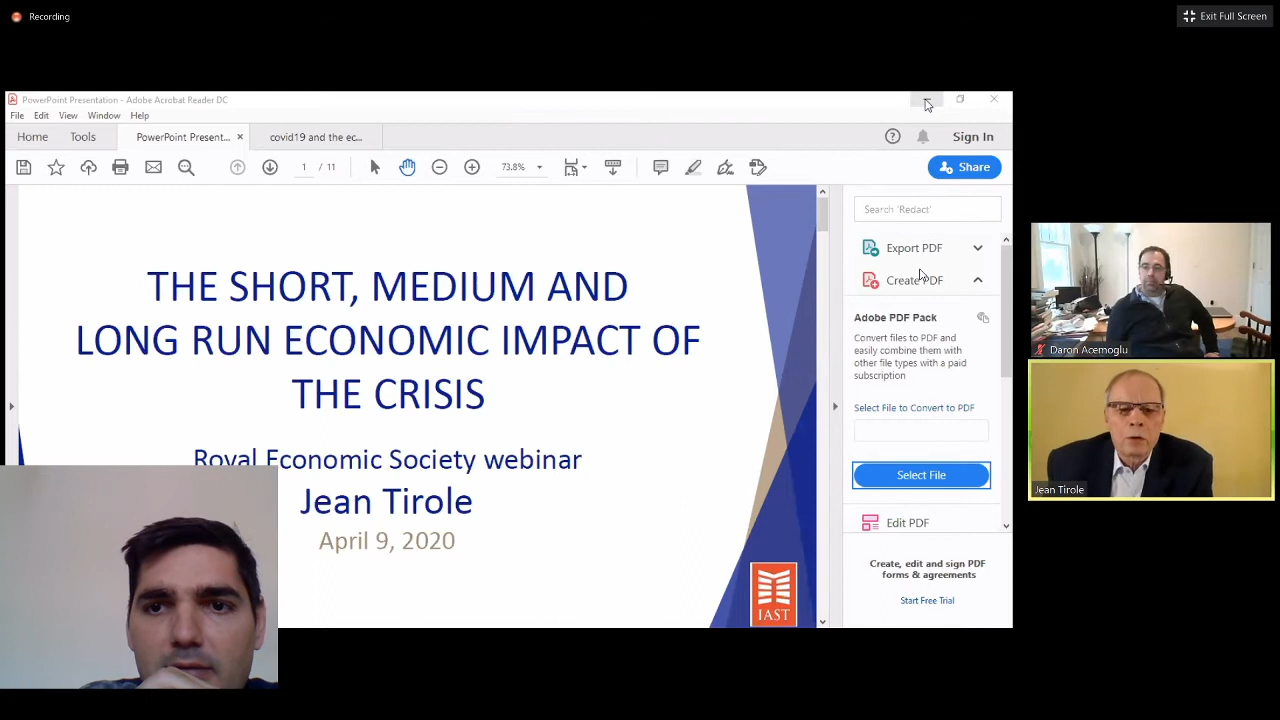 Recording
Exit Full Screen
PowerPoint Presentation - Adobe Acrobat Reader DC
File Edit View Window Help
Home Tools PowerPoint Present... × covid19 and the ec... Sign In
1 / 11 73.8% Share
THE SHORT, MEDIUM AND
LONG RUN ECONOMIC IMPACT OF
THE CRISIS
Royal Economic Society webinar
Jean Tirole
April 9, 2020
IAST
Search 'Redact'
Export PDF
Create PDF
Adobe PDF Pack
Convert files to PDF and
easily combine them with
other file types with a paid
subscription
Select File to Convert to PDF
Select File
Edit PDF
Create, edit and sign PDF
forms & agreements
Start Free Trial
Daron Acemoglu
Jean Tirole